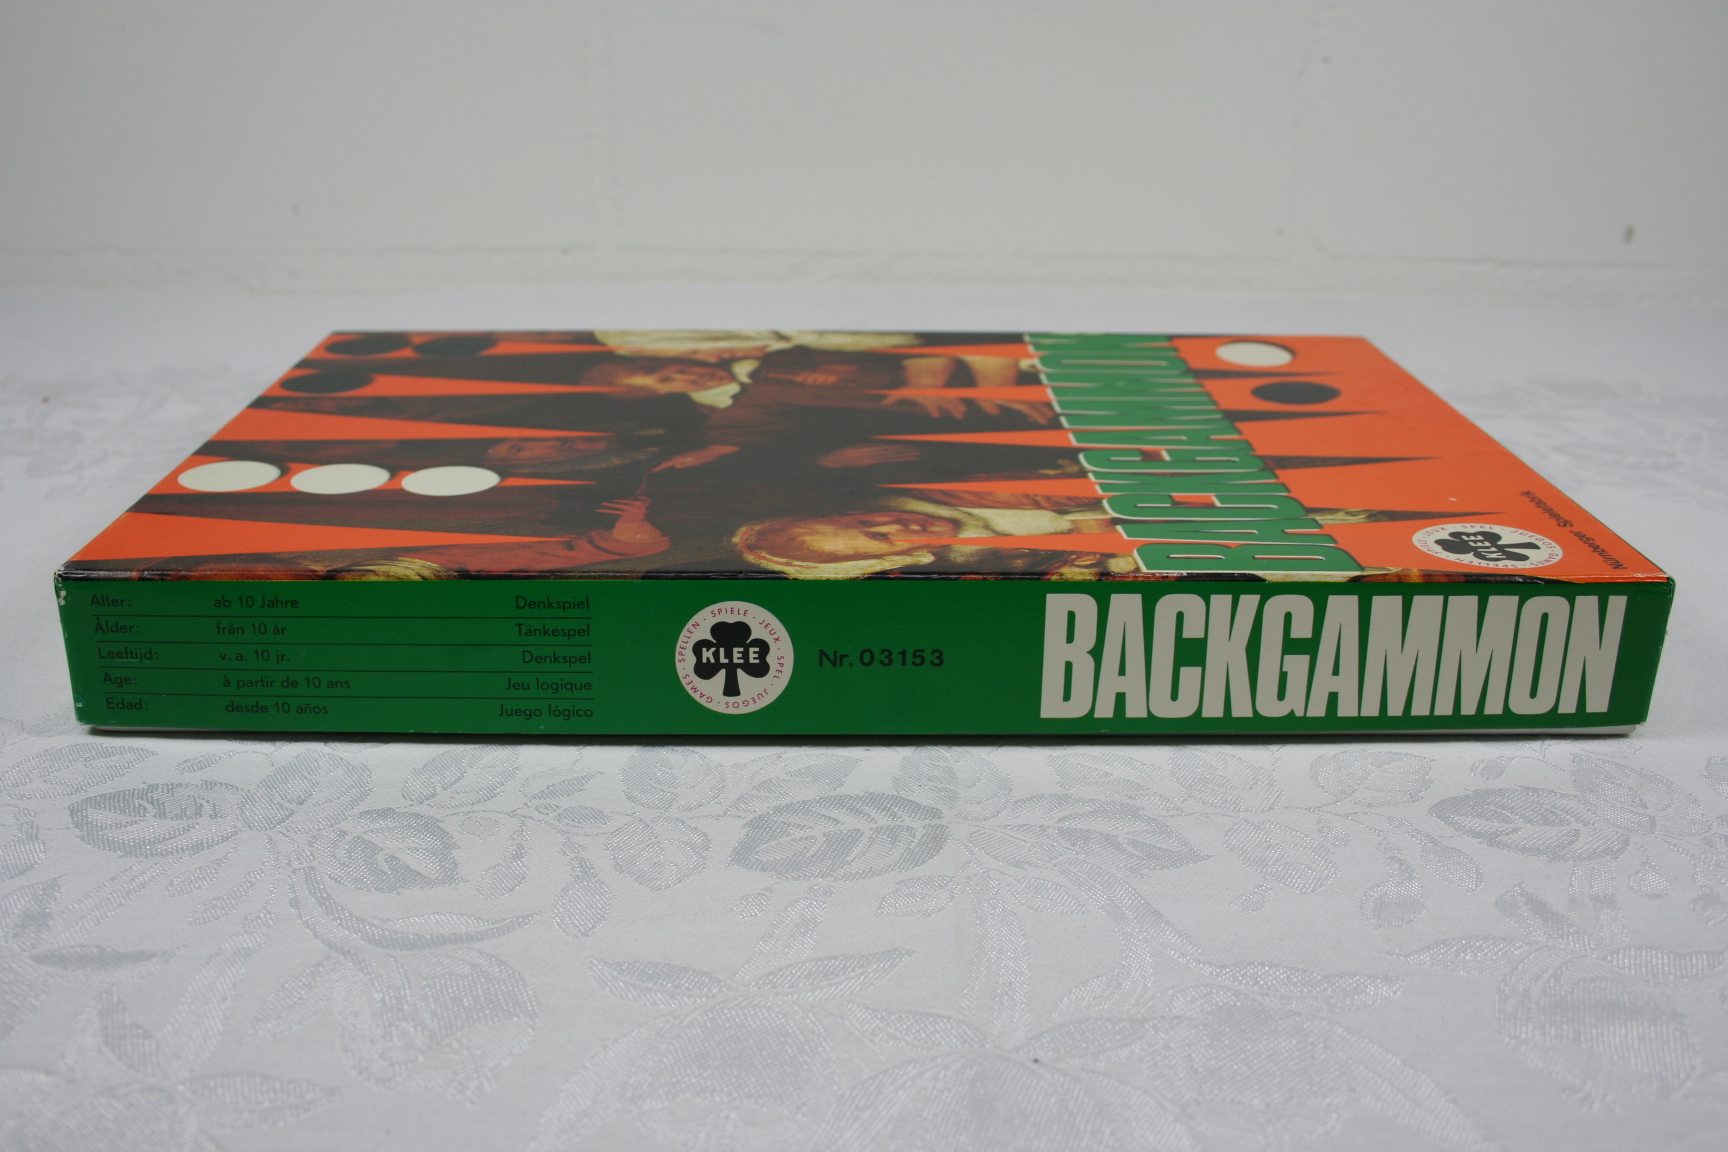 BACKGAMMON
Nürnberger Spielefabrik
KLEE
Alter: ab 10 Jahre Denkspiel
Ålder: från 10 år Tänkespel
Leeftijd: v. a. 10 jr. Denkspel
Age: à partir de 10 ans Jeu logique
Edad: desde 10 años Juego lógico
SPIELE · JEUX · SPEL · JUEGOS · GAMES · SPELLEN
KLEE
Nr. 03153
BACKGAMMON